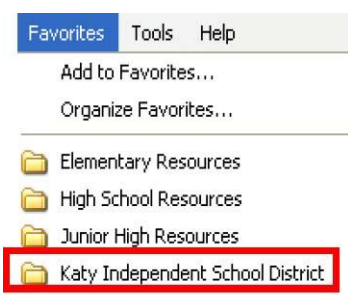 Favorites Tools Help
Add to Favorites...
Organize Favorites...
Elementary Resources
High School Resources
Junior High Resources
Katy Independent School District